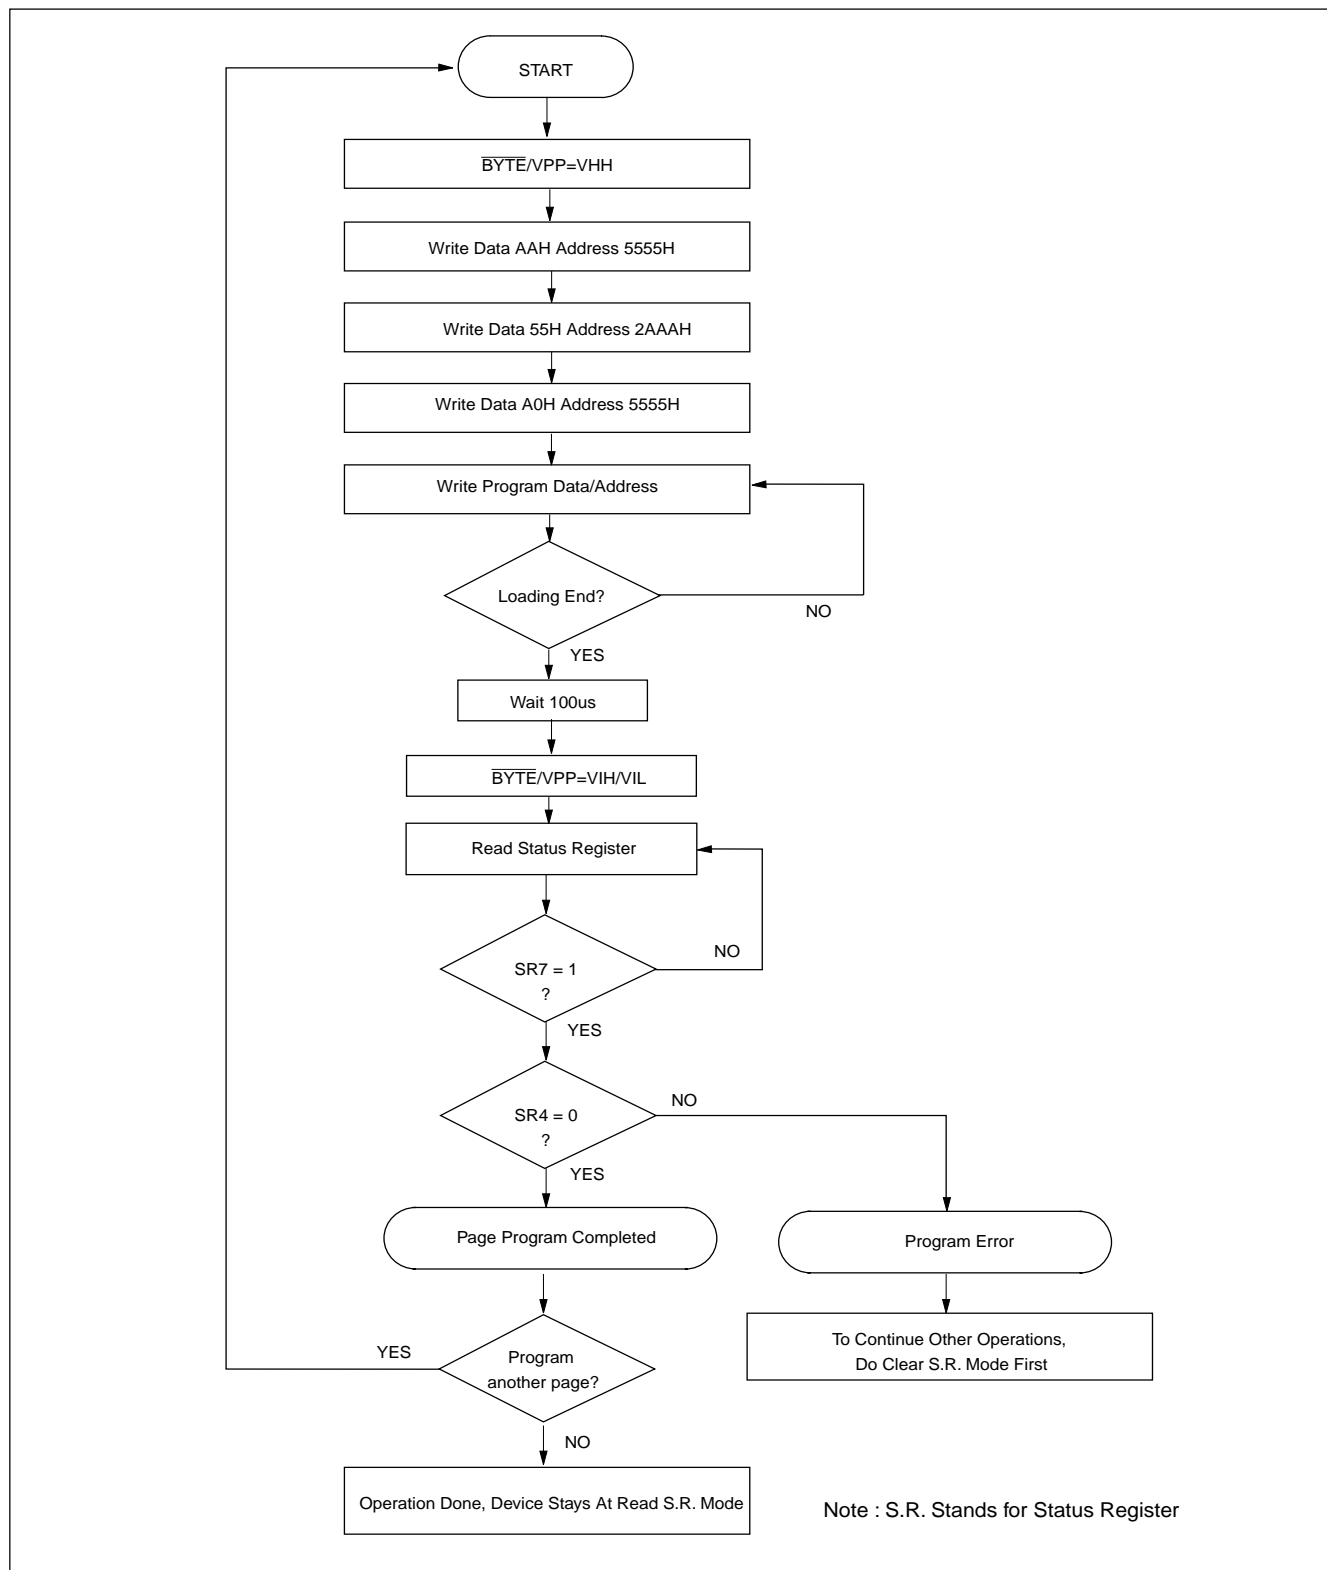 START
BYTE/VPP=VHH
Write Data AAH Address 5555H
Write Data 55H Address 2AAAH
Write Data A0H Address 5555H
Write Program Data/Address
Loading End?
NO
YES
Wait 100us
BYTE/VPP=VIH/VIL
Read Status Register
NO
SR7 = 1
?
YES
NO
SR4 = 0
?
YES
Page Program Completed
Program Error
To Continue Other Operations,
Do Clear S.R. Mode First
YES
Program
another page?
NO
Operation Done, Device Stays At Read S.R. Mode
Note : S.R. Stands for Status Register